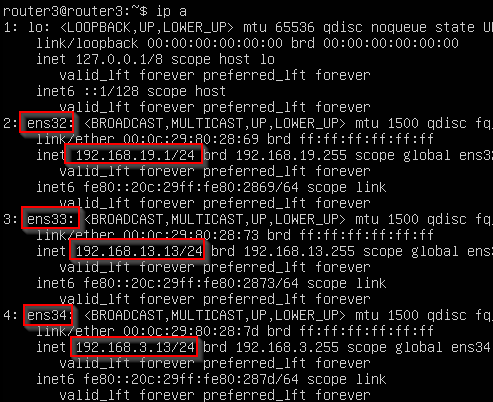 router3@router3:~$ ip a
1: lo: <LOOPBACK,UP,LOWER_UP> mtu 65536 qdisc noqueue state U
link/loopback 00:00:00:00:00:00 brd 00:00:00:00:00:00
inet 127.0.0.1/8 scope host lo
valid_lft forever preferred_lft forever
inet6 ::1/128 scope host
valid_lft forever preferred_lft forever
2: ens32: <BROADCAST,MULTICAST,UP,LOWER_UP> mtu 1500 qdisc fq_
link/ether 00:0c:29:80:28:69 brd ff:ff:ff:ff:ff:ff
inet 192.168.19.1/24 brd 192.168.19.255 scope global ens32
valid_lft forever preferred_lft forever
inet6 fe80::20c:29ff:fe80:2869/64 scope link
valid_lft forever preferred_lft forever
3: ens33: <BROADCAST,MULTICAST,UP,LOWER_UP> mtu 1500 qdisc fq_
link/ether 00:0c:29:80:28:73 brd ff:ff:ff:ff:ff:ff
inet 192.168.13.13/24 brd 192.168.13.255 scope global ens3
valid_lft forever preferred_lft forever
inet6 fe80::20c:29ff:fe80:2873/64 scope link
valid_lft forever preferred_lft forever
4: ens34: <BROADCAST,MULTICAST,UP,LOWER_UP> mtu 1500 qdisc fq_
link/ether 00:0c:29:80:28:7d brd ff:ff:ff:ff:ff:ff
inet 192.168.3.13/24 brd 192.168.3.255 scope global ens34
valid_lft forever preferred_lft forever
inet6 fe80::20c:29ff:fe80:287d/64 scope link
valid_lft forever preferred_lft forever